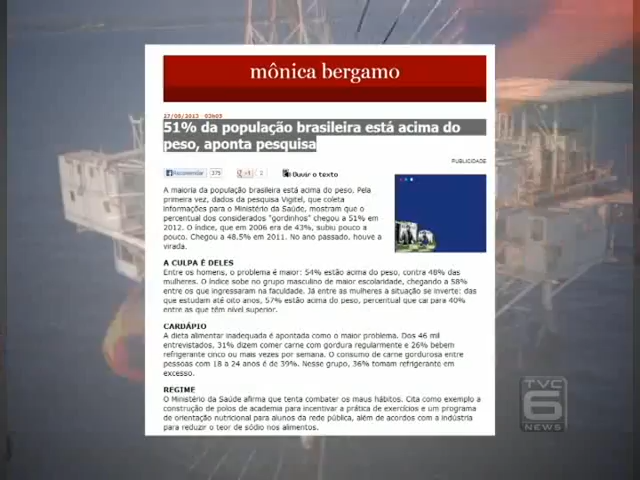 mônica bergamo
27/08/2013 03h05
51% da população brasileira está acima do
peso, aponta pesquisa
PUBLICIDADE
Recomendar 375 +1 2 Ouvir o texto
A maioria da população brasileira está acima do peso. Pela
primeira vez, dados da pesquisa Vigitel, que coleta
informações para o Ministério da Saúde, mostram que o
percentual dos considerados "gordinhos" chegou a 51% em
2012. O índice, que em 2006 era de 43%, subiu pouco a
pouco. Chegou a 48,5% em 2011. No ano passado, houve a
virada.
A CULPA É DELES
Entre os homens, o problema é maior: 54% estão acima do peso, contra 48% das
mulheres. O índice sobe no grupo masculino de maior escolaridade, chegando a 58%
entre os que ingressaram na faculdade. Já entre as mulheres a situação se inverte: das
que estudam até oito anos, 57% estão acima do peso, percentual que cai para 40%
entre as que têm nível superior.
CARDÁPIO
A dieta alimentar inadequada é apontada como o maior problema. Dos 46 mil
entrevistados, 31% dizem comer carne com gordura regularmente e 26% bebem
refrigerante cinco ou mais vezes por semana. O consumo de carne gordurosa entre
pessoas com 18 a 24 anos é de 39%. Nesse grupo, 36% tomam refrigerante em
excesso.
REGIME
O Ministério da Saúde afirma que tenta combater os maus hábitos. Cita como exemplo a
construção de polos de academia para incentivar a prática de exercícios e um programa
de orientação nutricional para alunos da rede pública, além de acordos com a indústria
para reduzir o teor de sódio nos alimentos.
TVC
6
NEWS